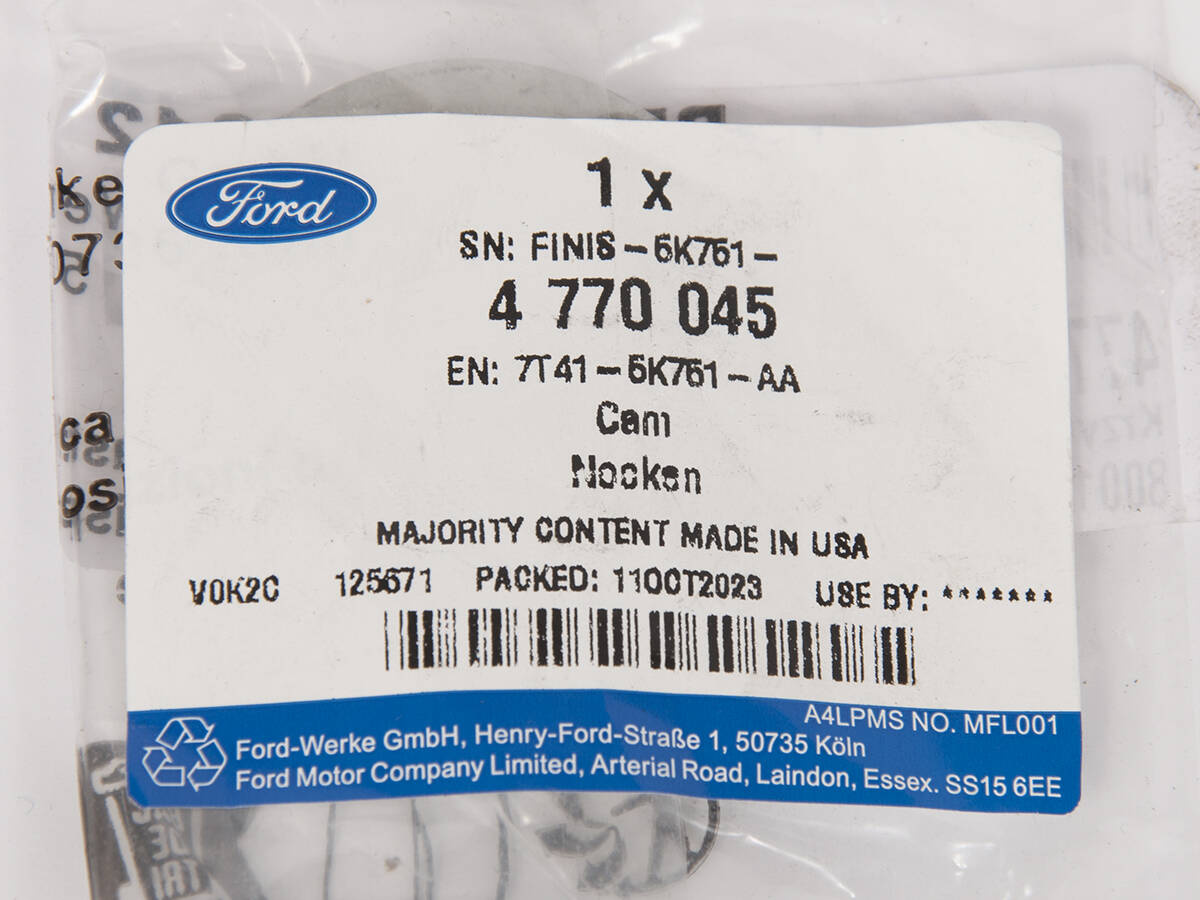 Ford
1 x
SN: FINIS-6K761-
4 770 045
EN: 7T41-6K761-AA
Cam
Nocken
MAJORITY CONTENT MADE IN USA
V0K2C 125671 PACKED: 11OCT2023 USE BY: *******
A4LPMS NO. MFL001
Ford-Werke GmbH, Henry-Ford-Straße 1, 50735 Köln
Ford Motor Company Limited, Arterial Road, Laindon, Essex. SS15 6EE